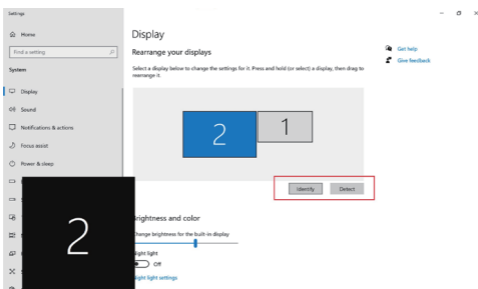 Settings
Home
Find a setting
System
Display
Sound
Notifications & actions
Focus assist
Power & sleep
2
Display
Rearrange your displays
Select a display below to change the settings for it. Press and hold (or select) a display, then drag to
rearrange it.
2
1
Identify
Detect
Brightness and color
Change brightness for the built-in display
Night light
Off
Night light settings
Get help
Give feedback